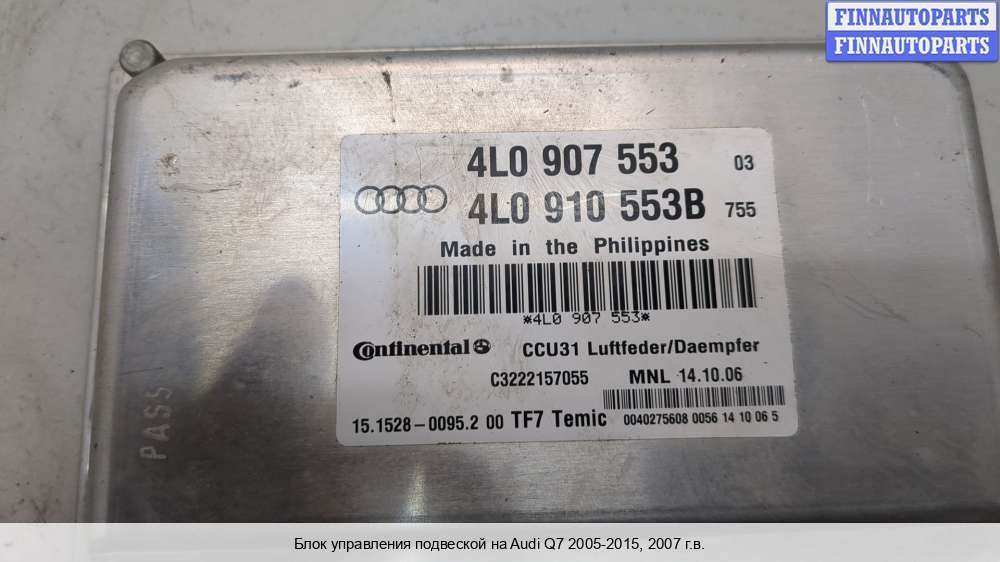 FINNAUTOPARTS
FINNAUTOPARTS
4L0 907 553 03
4L0 910 553B 755
Made in the Philippines
*4L0 907 553*
Continental CCU31 Luftfeder/Daempfer
C3222157055 MNL 14.10.06
15.1528-0095.2 00 TF7 Temic 0040275608 0056 14 10 06 5
PASS
Блок управления подвеской на Audi Q7 2005-2015, 2007 г.в.